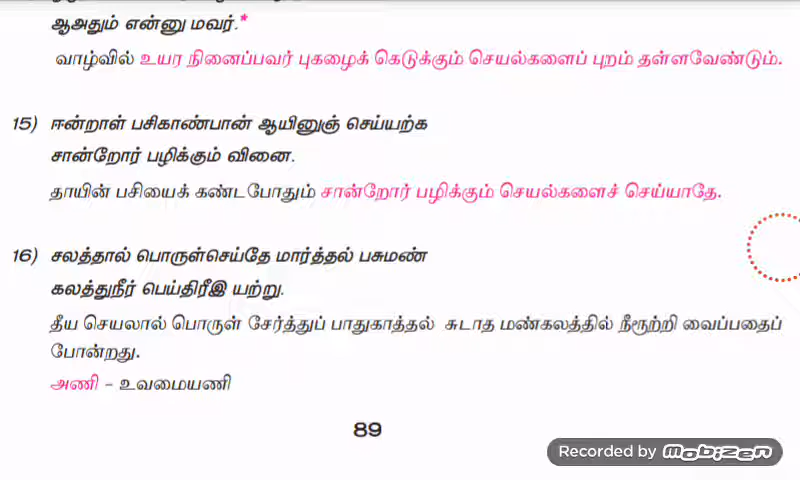 ஆஅதும் என்னு மவர்.*
வாழ்வில் உயர நினைப்பவர் புகழைக் கெடுக்கும் செயல்களைப் புறம் தள்ளவேண்டும்.
15) ஈன்றாள் பசிகாண்பான் ஆயினுஞ் செய்யற்க
சான்றோர் பழிக்கும் வினை.
தாயின் பசியைக் கண்டபோதும் சான்றோர் பழிக்கும் செயல்களைச் செய்யாதே.
16) சலத்தால் பொருள்செய்தே மார்த்தல் பசுமண்
கலத்துநீர் பெய்திரீஇ யற்று.
தீய செயலால் பொருள் சேர்த்துப் பாதுகாத்தல் சுடாத மண்கலத்தில் நீரூற்றி வைப்பதைப்
போன்றது.
அணி – உவமையணி
89
Recorded by mobizen